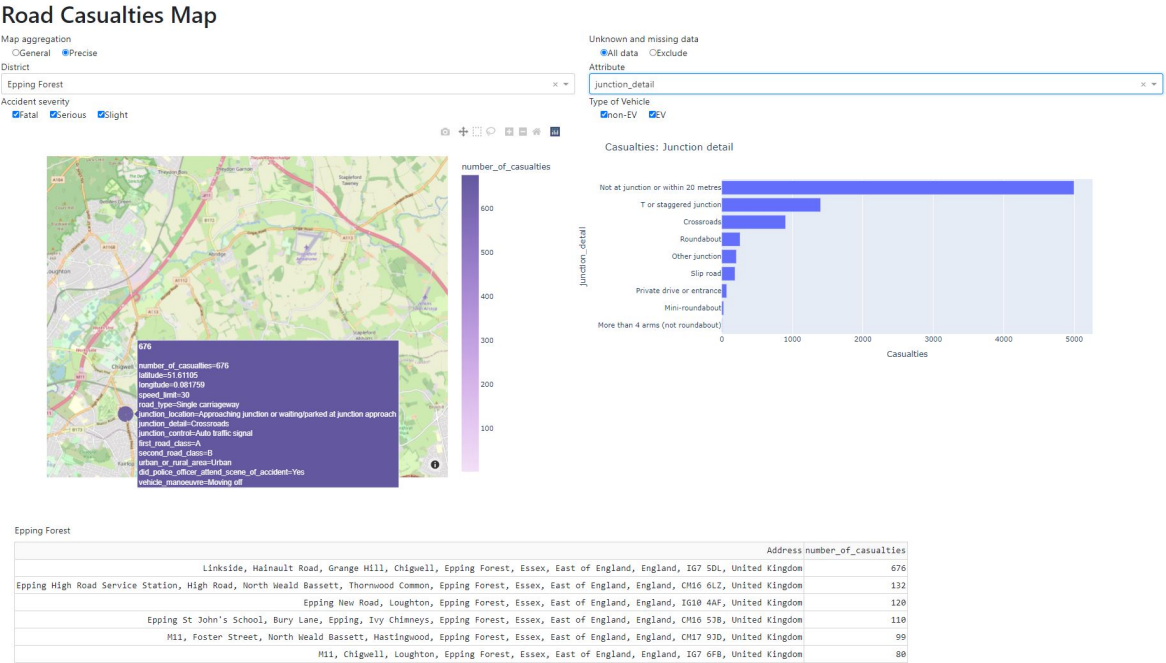 Road Casualties Map
Map aggregation
General Precise
District
Epping Forest
Accident severity
Fatal Serious Slight
Unknown and missing data
All data Exclude
Attribute
junction_detail
Type of Vehicle
non-EV EV
number_of_casualties
600
500
400
300
200
100
Theydon Bois
Theydon Garnon
Stapleford Tawney
Abridge
Chigwell
676
number_of_casualties=676
latitude=51.61105
longitude=0.081759
speed_limit=30
road_type=Single carriageway
junction_location=Approaching junction or waiting/parked at junction approach
junction_detail=Crossroads
junction_control=Auto traffic signal
first_road_class=A
second_road_class=B
urban_or_rural_area=Urban
did_police_officer_attend_scene_of_accident=Yes
vehicle_manoeuvre=Moving off
Casualties: Junction detail
junction_detail
Not at junction or within 20 metres
T or staggered junction
Crossroads
Roundabout
Other junction
Slip road
Private drive or entrance
Mini-roundabout
More than 4 arms (not roundabout)
0 1000 2000 3000 4000 5000
Casualties
Epping Forest
Address number_of_casualties
Linkside, Hainault Road, Grange Hill, Chigwell, Epping Forest, Essex, East of England, England, IG7 5DL, United Kingdom 676
Epping High Road Service Station, High Road, North Weald Bassett, Thornwood Common, Epping Forest, Essex, East of England, England, CM16 6LZ, United Kingdom 132
Epping New Road, Loughton, Epping Forest, Essex, East of England, England, IG10 4AF, United Kingdom 120
Epping St John's School, Bury Lane, Epping, Ivy Chimneys, Epping Forest, Essex, East of England, England, CM16 5JB, United Kingdom 110
M11, Foster Street, North Weald Bassett, Hastingwood, Epping Forest, Essex, East of England, England, CM17 9JD, United Kingdom 99
M11, Chigwell, Loughton, Epping Forest, Essex, East of England, England, IG7 6FB, United Kingdom 80